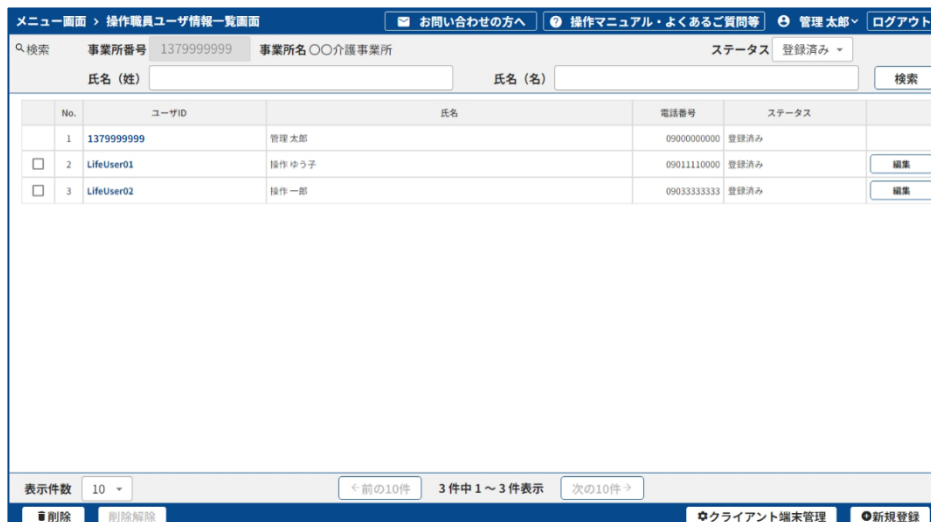 メニュー画面 > 操作職員ユーザ情報一覧画面 お問い合わせの方へ 操作マニュアル・よくあるご質問等 管理 太郎 ログアウト
検索 事業所番号 1379999999 事業所名 〇〇介護事業所 ステータス 登録済み
氏名（姓） 氏名（名） 検索
No. ユーザID 氏名 電話番号 ステータス
1 1379999999 管理 太郎 09000000000 登録済み
2 LifeUser01 操作 ゆう子 09011110000 登録済み 編集
3 LifeUser02 操作 一郎 09033333333 登録済み 編集
表示件数 10 ←前の10件 3 件中 1 ～ 3 件表示 次の10件→
削除 削除解除 クライアント端末管理 新規登録